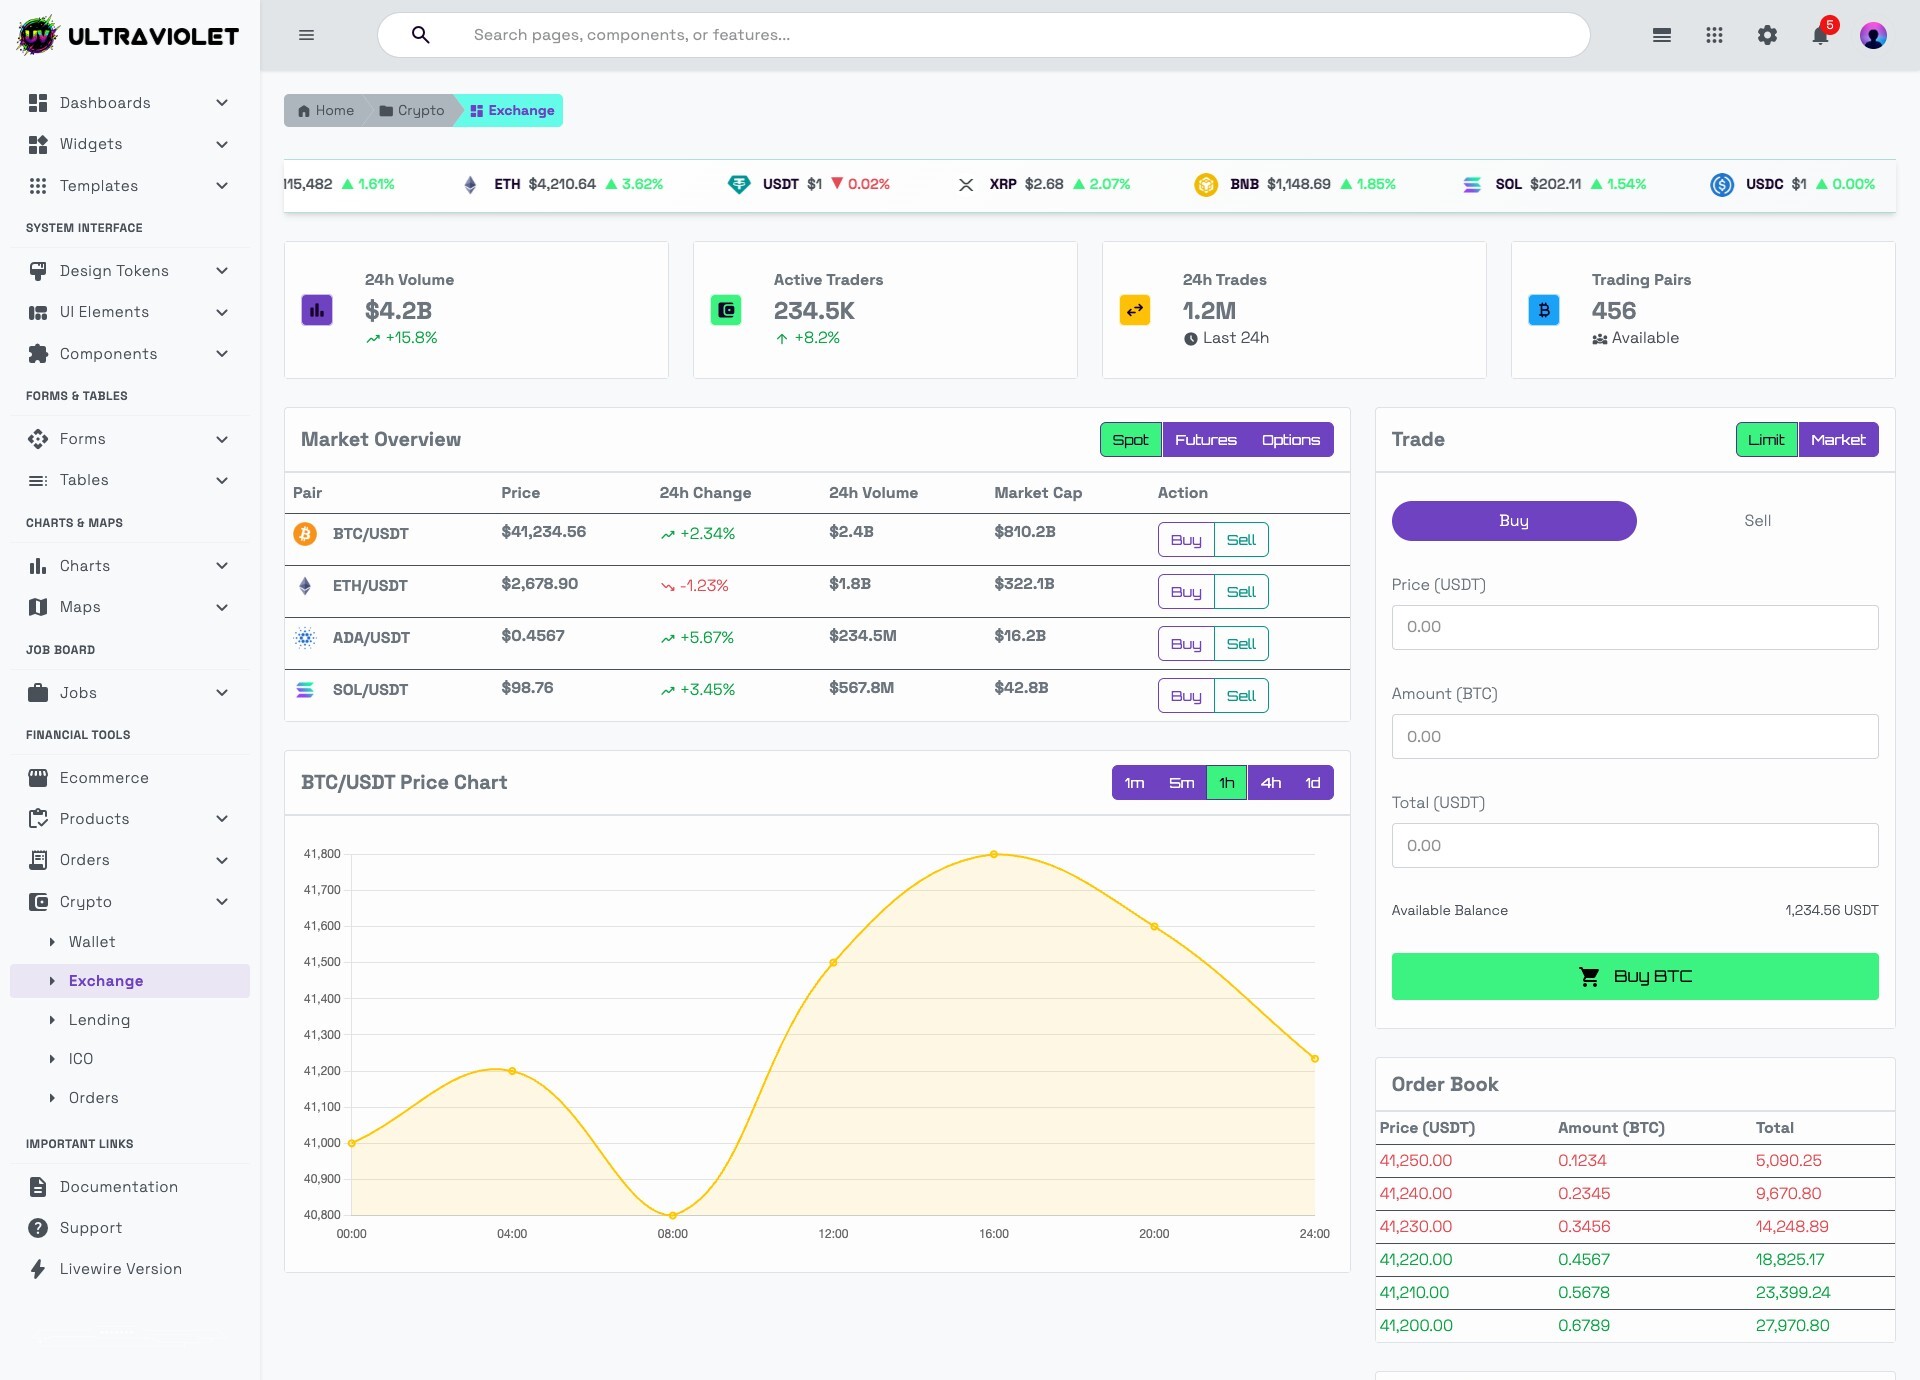 ULTRAVIOLET
Search pages, components, or features...
5
Dashboards
Widgets
Templates
SYSTEM INTERFACE
Design Tokens
UI Elements
Components
FORMS & TABLES
Forms
Tables
CHARTS & MAPS
Charts
Maps
JOB BOARD
Jobs
FINANCIAL TOOLS
Ecommerce
Products
Orders
Crypto
Wallet
Exchange
Lending
ICO
Orders
IMPORTANT LINKS
Documentation
Support
Livewire Version
Home Crypto Exchange
115,482 ▲ 1.61% ETH $4,210.64 ▲ 3.62% USDT $1 ▼ 0.02% XRP $2.68 ▲ 2.07% BNB $1,148.69 ▲ 1.85% SOL $202.11 ▲ 1.54% USDC $1 ▲ 0.00%
24h Volume
$4.2B
+15.8%
Active Traders
234.5K
+8.2%
24h Trades
1.2M
Last 24h
Trading Pairs
456
Available
Market Overview Spot Futures Options
Pair Price 24h Change 24h Volume Market Cap Action
BTC/USDT $41,234.56 +2.34% $2.4B $810.2B Buy Sell
ETH/USDT $2,678.90 -1.23% $1.8B $322.1B Buy Sell
ADA/USDT $0.4567 +5.67% $234.5M $16.2B Buy Sell
SOL/USDT $98.76 +3.45% $567.8M $42.8B Buy Sell
BTC/USDT Price Chart 1m 5m 1h 4h 1d
41,800
41,700
41,600
41,500
41,400
41,300
41,200
41,100
41,000
40,900
40,800
00:00 04:00 08:00 12:00 16:00 20:00 24:00
Trade Limit Market
Buy Sell
Price (USDT)
0.00
Amount (BTC)
0.00
Total (USDT)
0.00
Available Balance 1,234.56 USDT
Buy BTC
Order Book
Price (USDT) Amount (BTC) Total
41,250.00 0.1234 5,090.25
41,240.00 0.2345 9,670.80
41,230.00 0.3456 14,248.89
41,220.00 0.4567 18,825.17
41,210.00 0.5678 23,399.24
41,200.00 0.6789 27,970.80